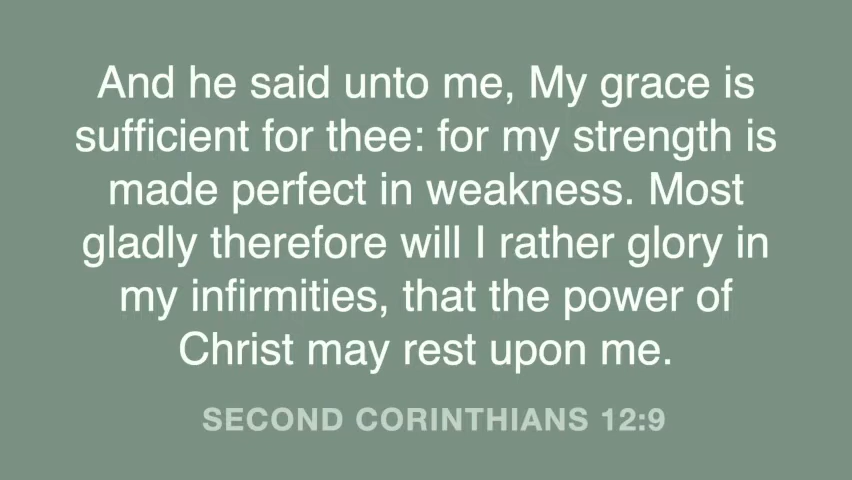 And he said unto me, My grace is
sufficient for thee: for my strength is
made perfect in weakness. Most
gladly therefore will I rather glory in
my infirmities, that the power of
Christ may rest upon me.
SECOND CORINTHIANS 12:9